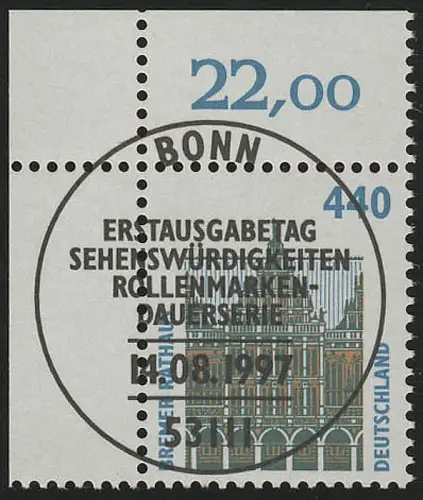 22,00
BONN
440
ERSTAUSGABETAG
SEHENSWÜRDIGKEITEN
ROLLENMARKEN-
DAUERSERIE
14.08.1997
53111
BREMER RATHAUS
DEUTSCHLAND